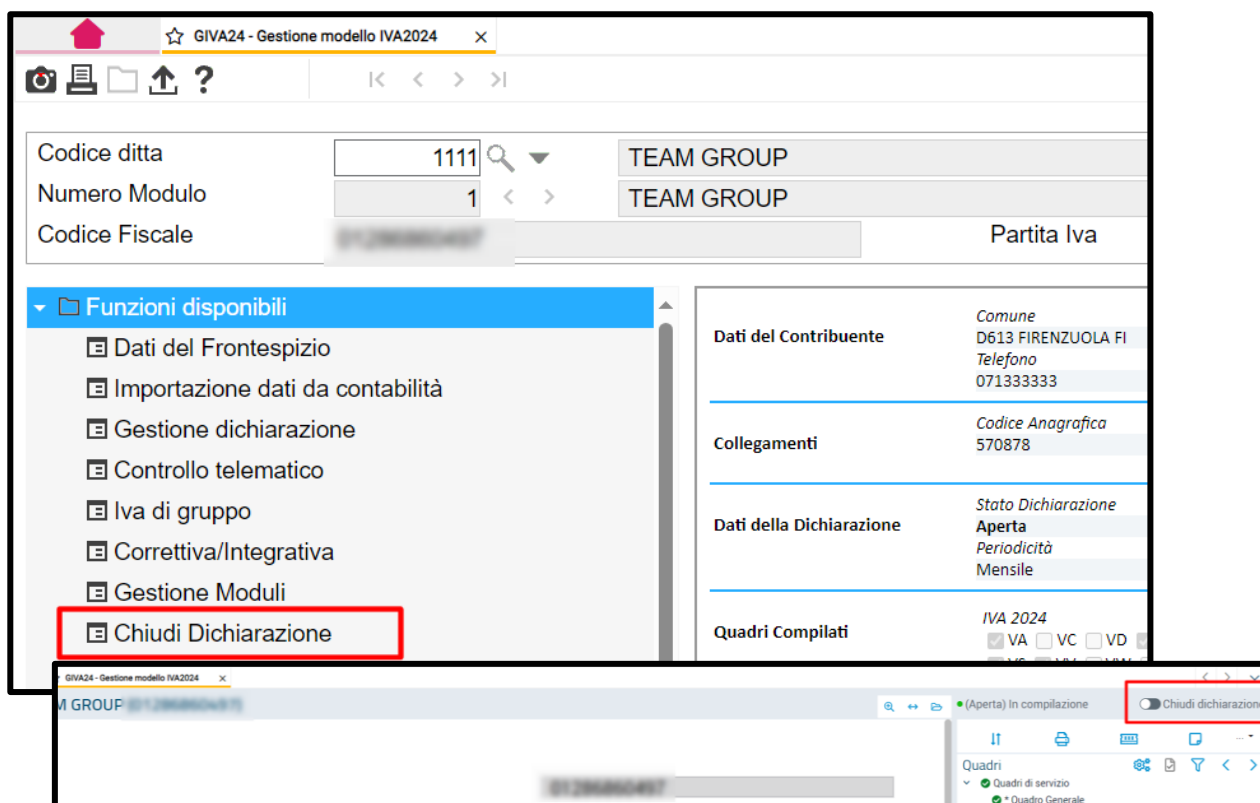 GIVA24 - Gestione modello IVA2024
Codice ditta 1111 TEAM GROUP
Numero Modulo 1 TEAM GROUP
Codice Fiscale Partita Iva
Funzioni disponibili
Dati del Frontespizio
Importazione dati da contabilità
Gestione dichiarazione
Controllo telematico
Iva di gruppo
Correttiva/Integrativa
Gestione Moduli
Chiudi Dichiarazione
Dati del Contribuente
Comune
D613 FIRENZUOLA FI
Telefono
071333333
Collegamenti
Codice Anagrafica
570878
Dati della Dichiarazione
Stato Dichiarazione
Aperta
Periodicità
Mensile
Quadri Compilati
IVA 2024
VA VC VD
GIVA24 - Gestione modello IVA2024
M GROUP
(Aperta) In compilazione Chiudi dichiarazione
Quadri
Quadri di servizio
* Quadro Generale